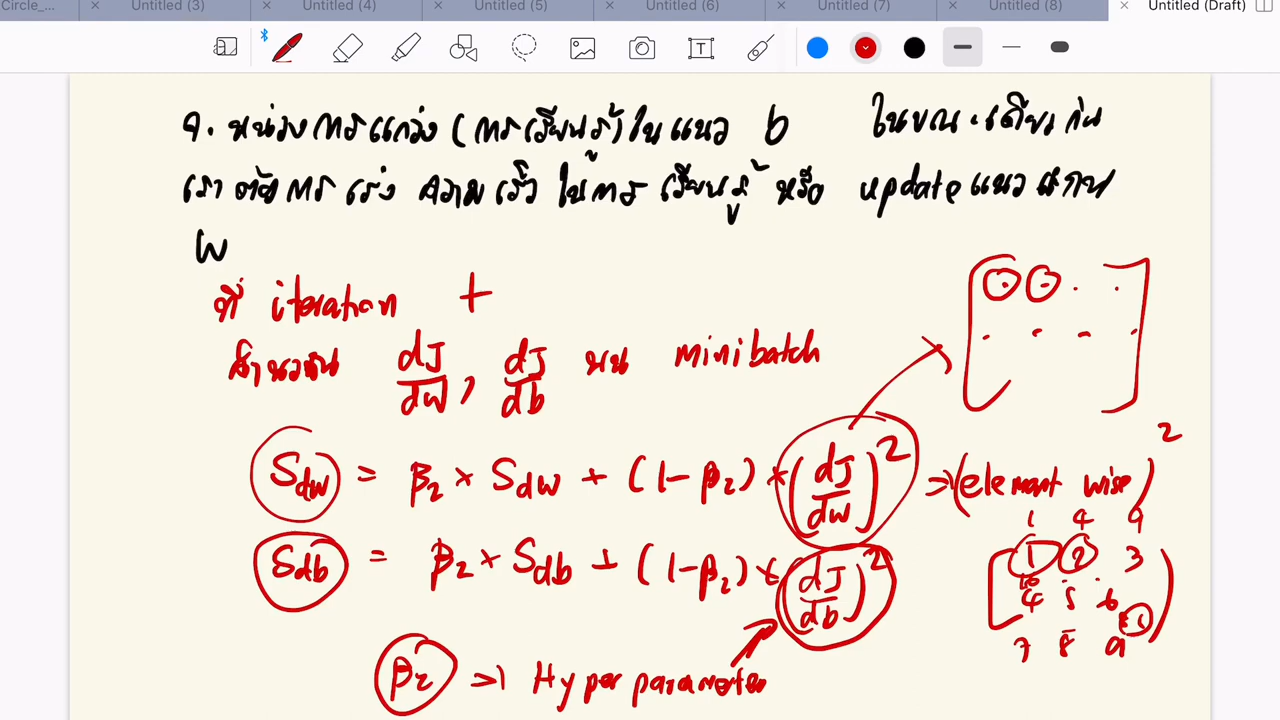 Circle_...
Untitled (3)
Untitled (4)
Untitled (5)
Untitled (6)
Untitled (7)
Untitled (8)
Untitled (Draft)
หน่วงการแกว่ง (การเรียนรู้) ในแนว b ในขณะเดียวกัน
เราต้องการเร่ง ความเร็ว ในการ เรียนรู้ หรือ update แนวแกน
W
ที่ iteration t
คำนวณ dJ/dw, dJ/db บน minibatch
Sdw = β2 × Sdw + (1-β2) × (dJ/dw)² => (element wise)²
Sdb = β2 × Sdb + (1-β2) × (dJ/db)²
1 4 9
1 2 3
16
4 5 6
81
7 8 9
β2 => Hyperparameter